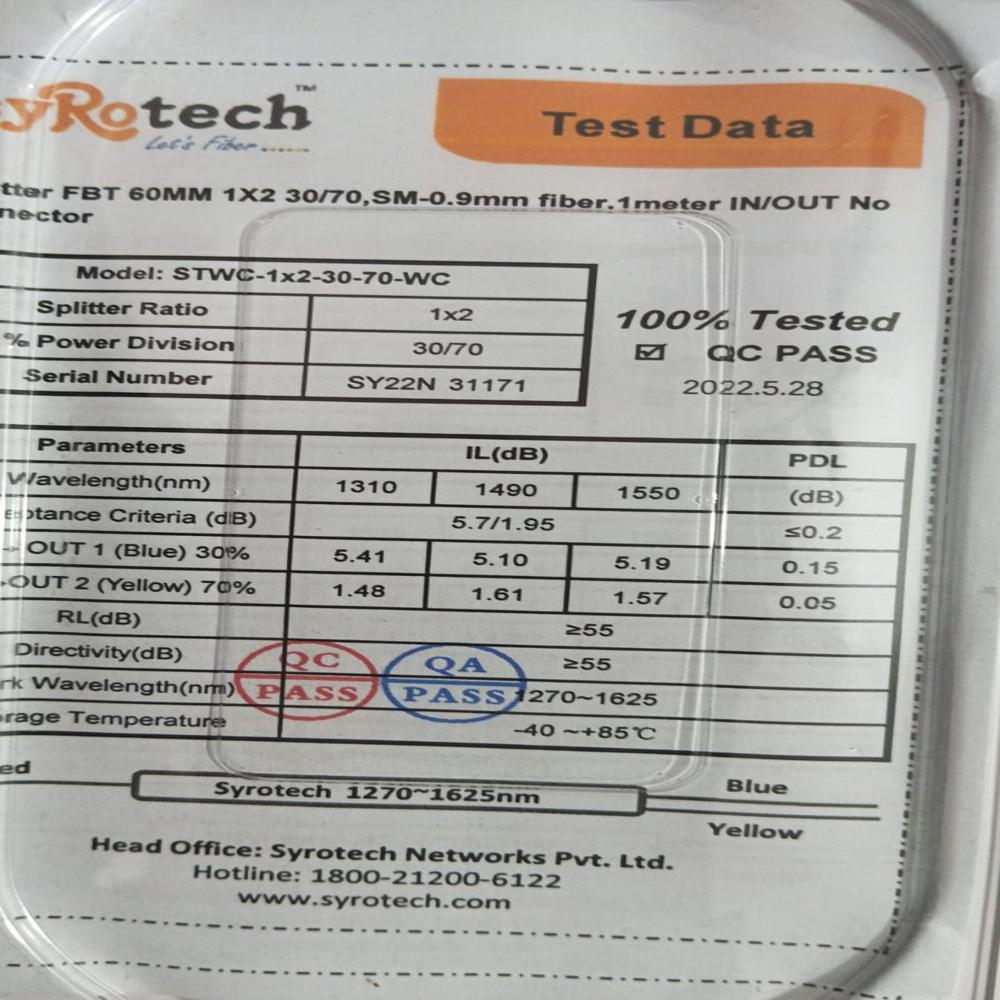 syRotech™
Let's Fiber......
Test Data
tter FBT 60MM 1X2 30/70,SM-0.9mm fiber,1meter IN/OUT No
nector
Model: STWC-1x2-30-70-WC
Splitter Ratio 1x2
% Power Division 30/70
Serial Number SY22N 31171
100% Tested
☑ QC PASS
2022.5.28
Parameters IL(dB) PDL
Wavelength(nm) 1310 1490 1550 (dB)
eptance Criteria (dB) 5.7/1.95 ≤0.2
OUT 1 (Blue) 30% 5.41 5.10 5.19 0.15
OUT 2 (Yellow) 70% 1.48 1.61 1.57 0.05
RL(dB) ≥55
Directivity(dB) ≥55
rk Wavelength(nm) 1270~1625
orage Temperature -40 ~+85℃
QC
PASS
QA
PASS
ed
Syrotech 1270~1625nm
Blue
Yellow
Head Office: Syrotech Networks Pvt. Ltd.
Hotline: 1800-21200-6122
www.syrotech.com